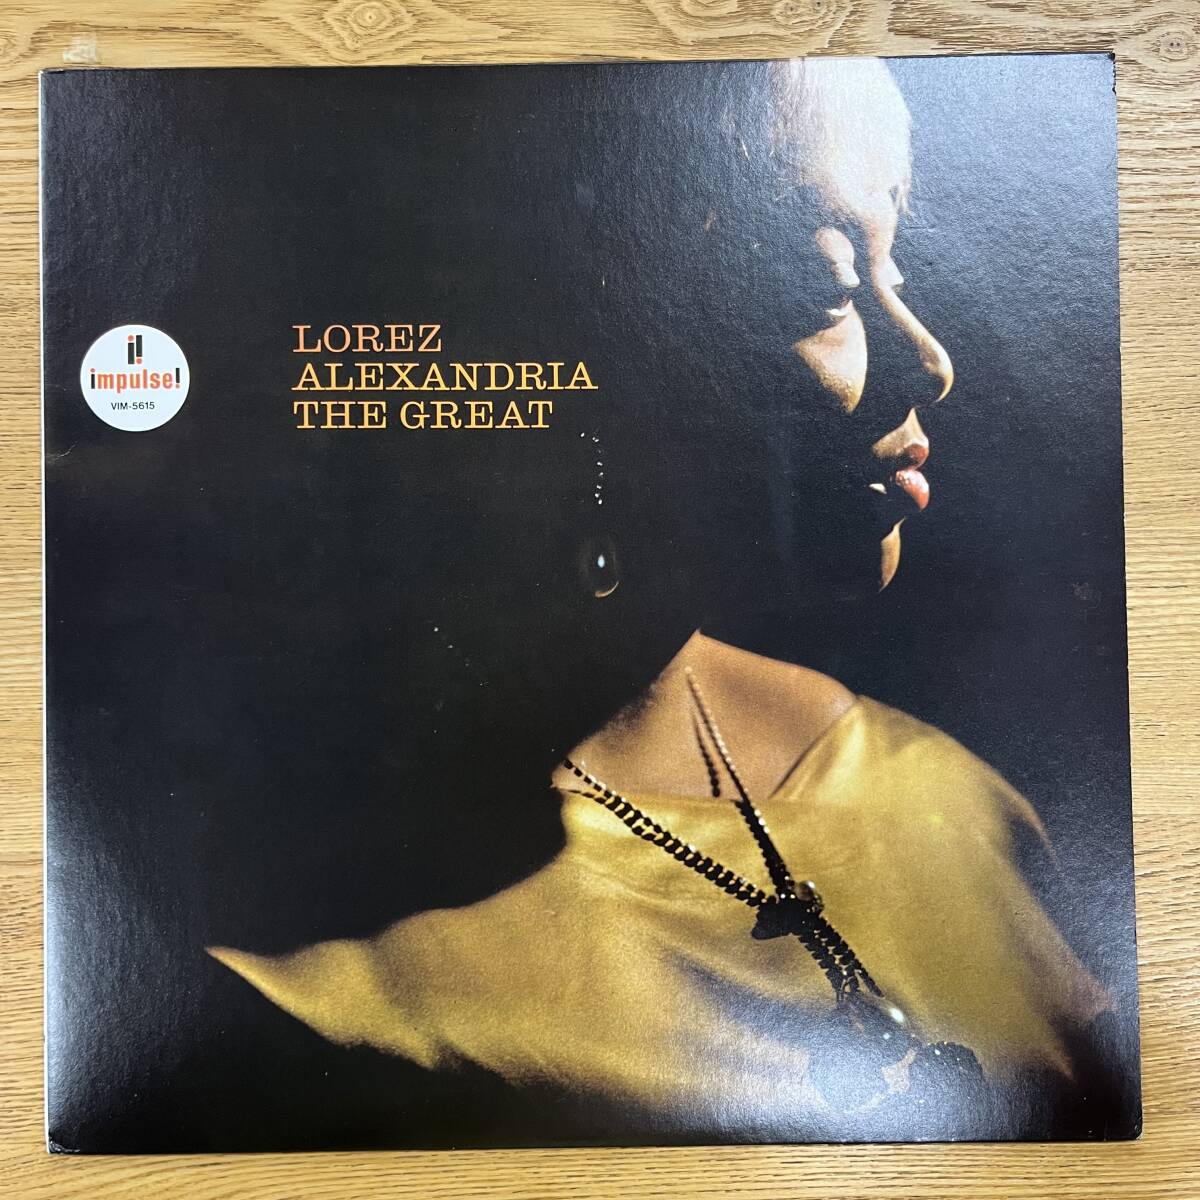 i!
impulse!
VIM-5615
LOREZ
ALEXANDRIA
THE GREAT